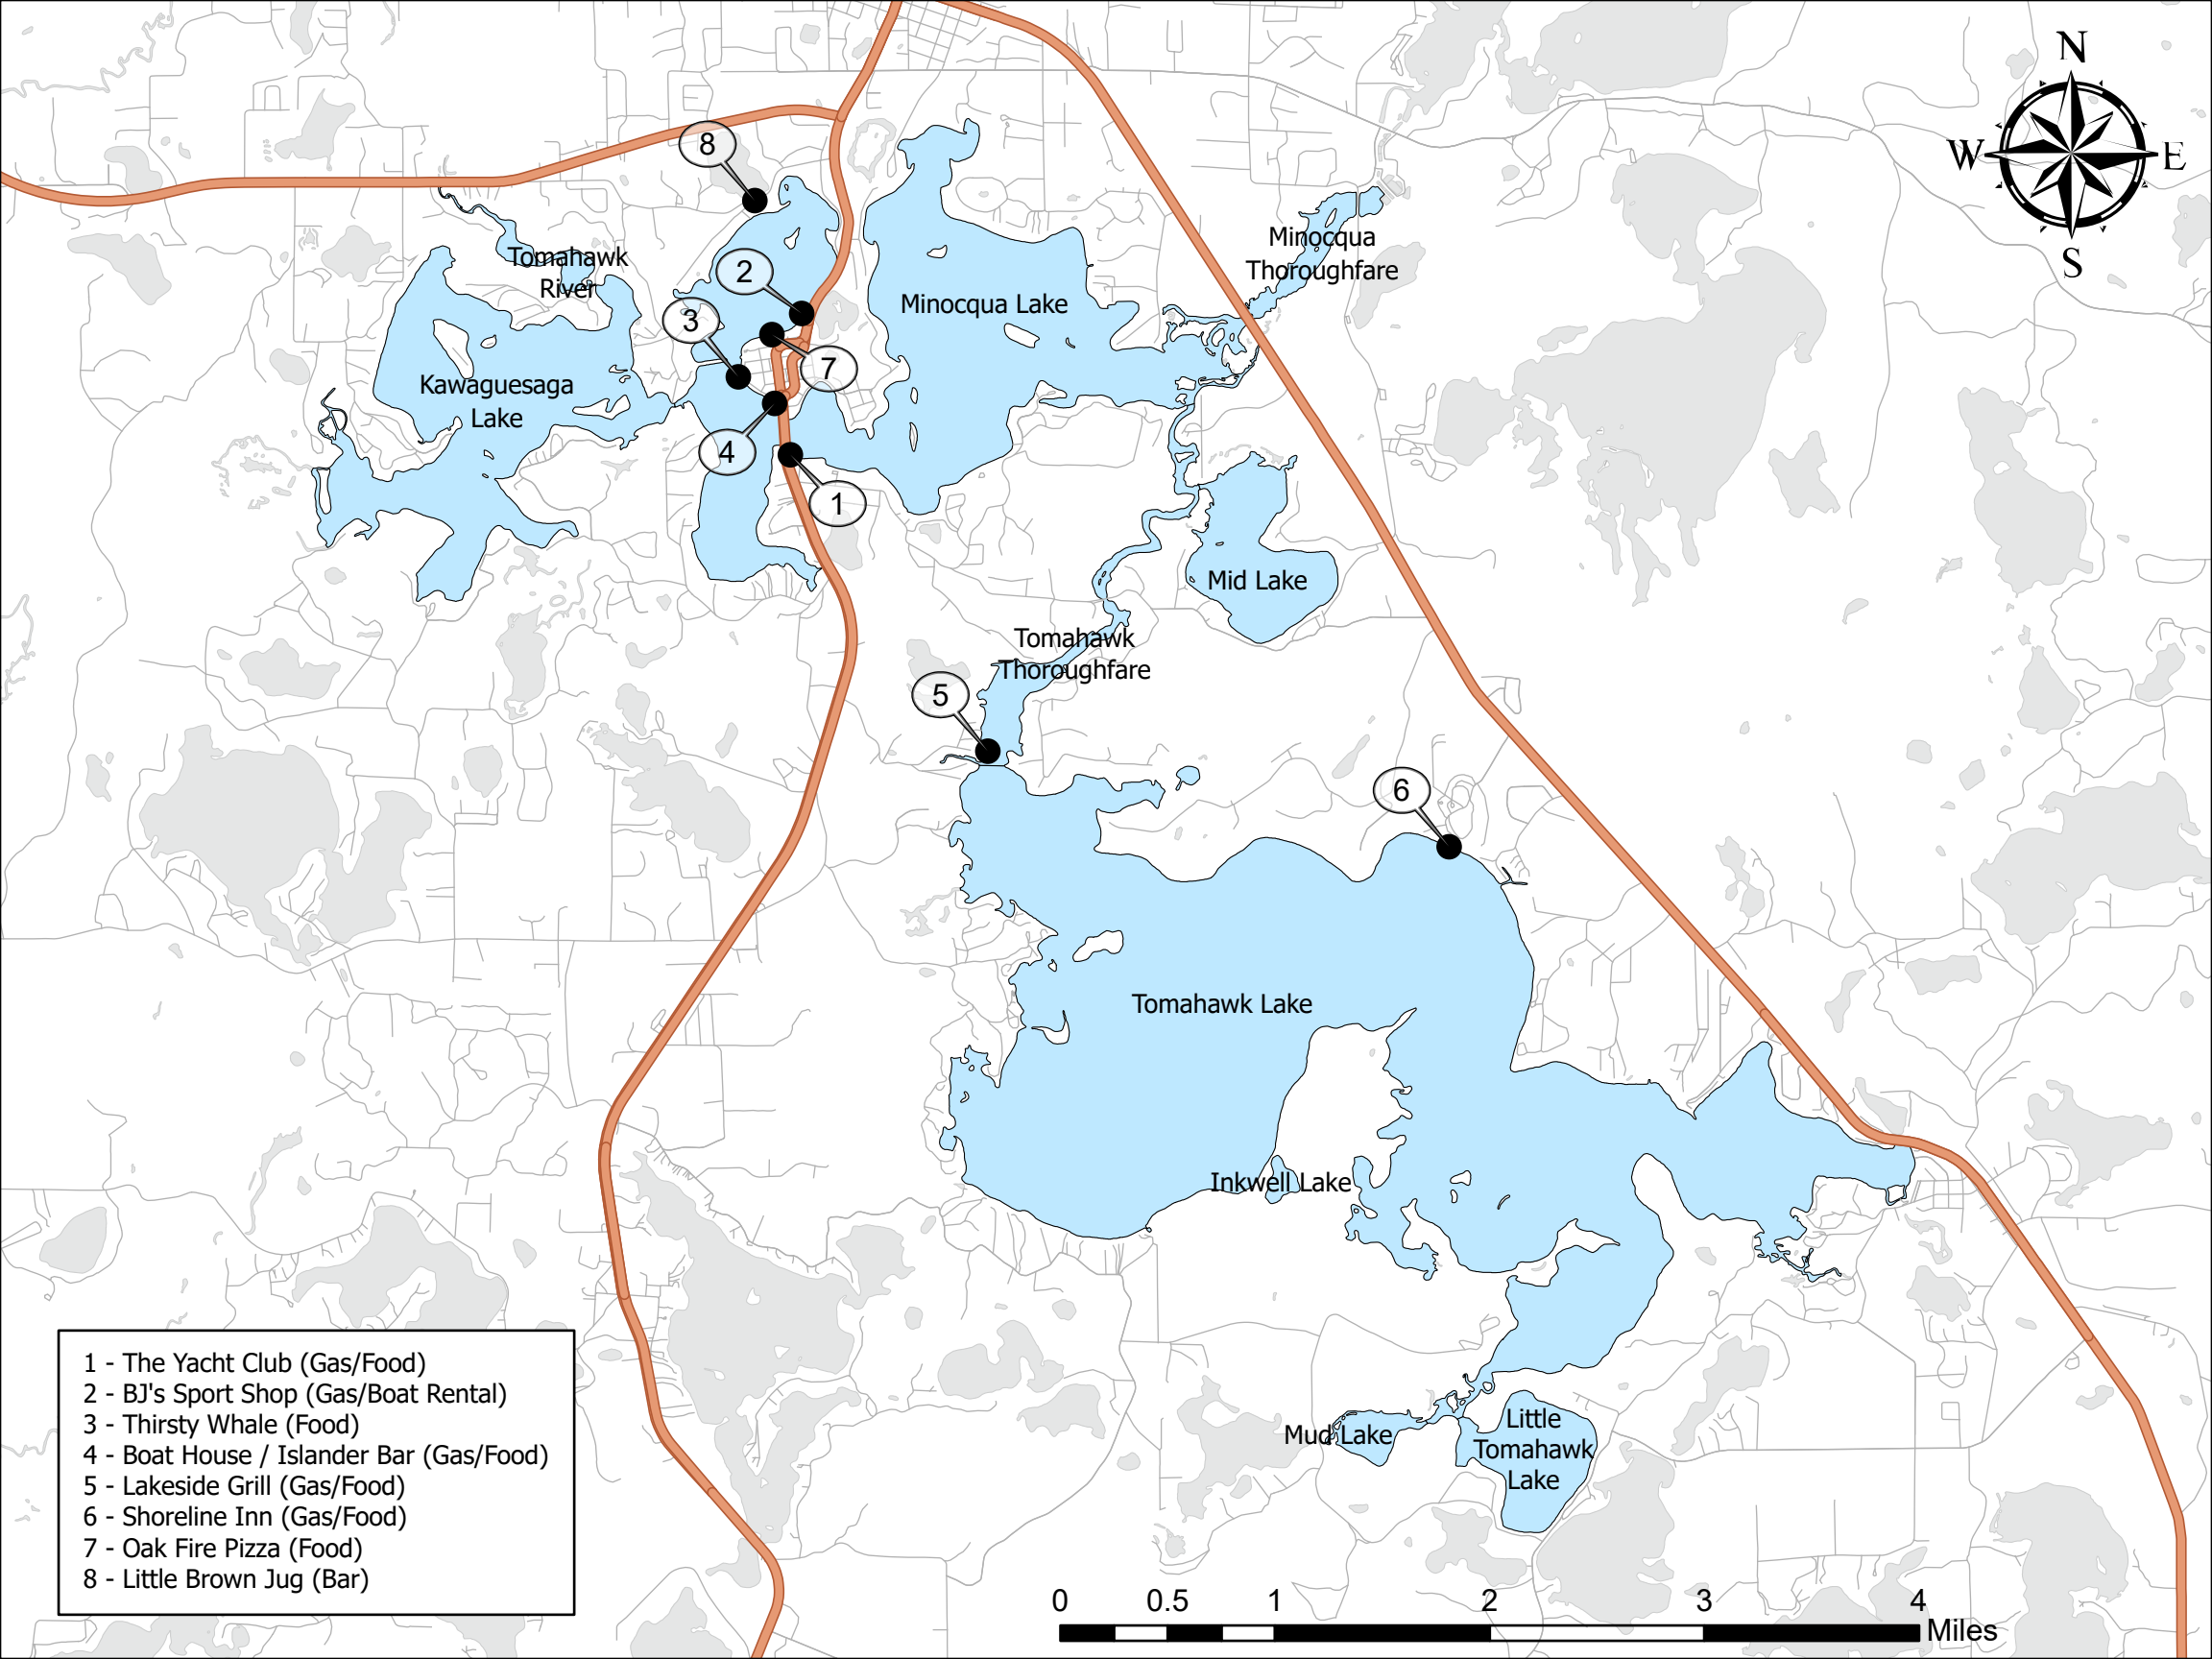 N
W
E
S
8
Minocqua
Thoroughfare
Tomahawk
River
2
Minocqua Lake
3
7
Kawaguesaga
Lake
4
1
Mid Lake
Tomahawk
Thoroughfare
5
6
Tomahawk Lake
Inkwell Lake
Mud Lake
Little
Tomahawk
Lake
1 - The Yacht Club (Gas/Food)
2 - BJ's Sport Shop (Gas/Boat Rental)
3 - Thirsty Whale (Food)
4 - Boat House / Islander Bar (Gas/Food)
5 - Lakeside Grill (Gas/Food)
6 - Shoreline Inn (Gas/Food)
7 - Oak Fire Pizza (Food)
8 - Little Brown Jug (Bar)
0 0.5 1 2 3 4
Miles